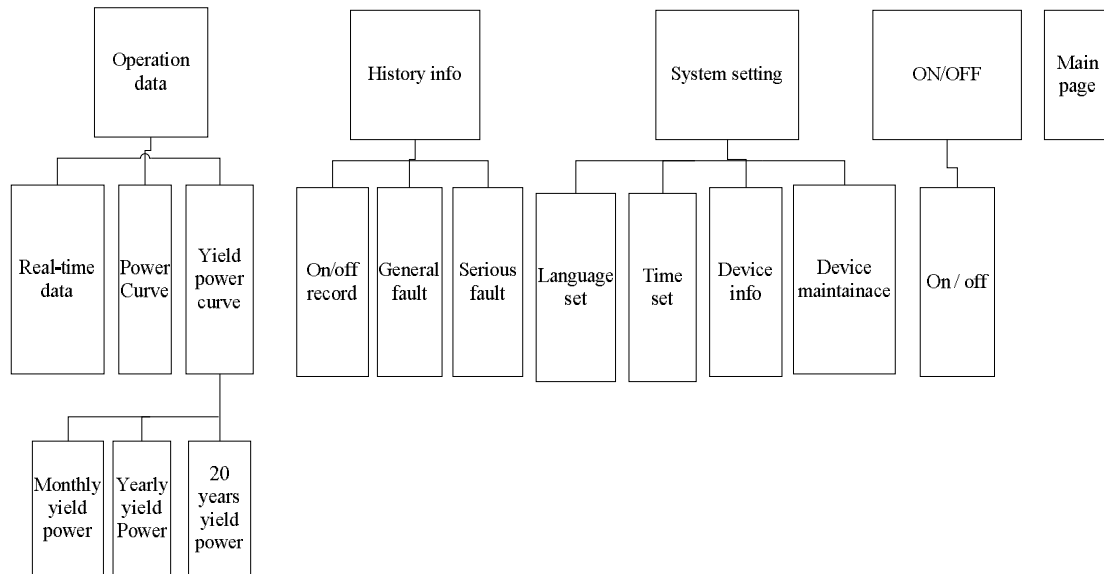 Operation
data
History info
System setting
ON/OFF
Main
page
Real-time
data
Power
Curve
Yield
power
curve
On/off
record
General
fault
Serious
fault
Language
set
Time
set
Device
info
Device
maintainace
On / off
Monthly
yield
power
Yearly
yield
Power
20
years
yield
power